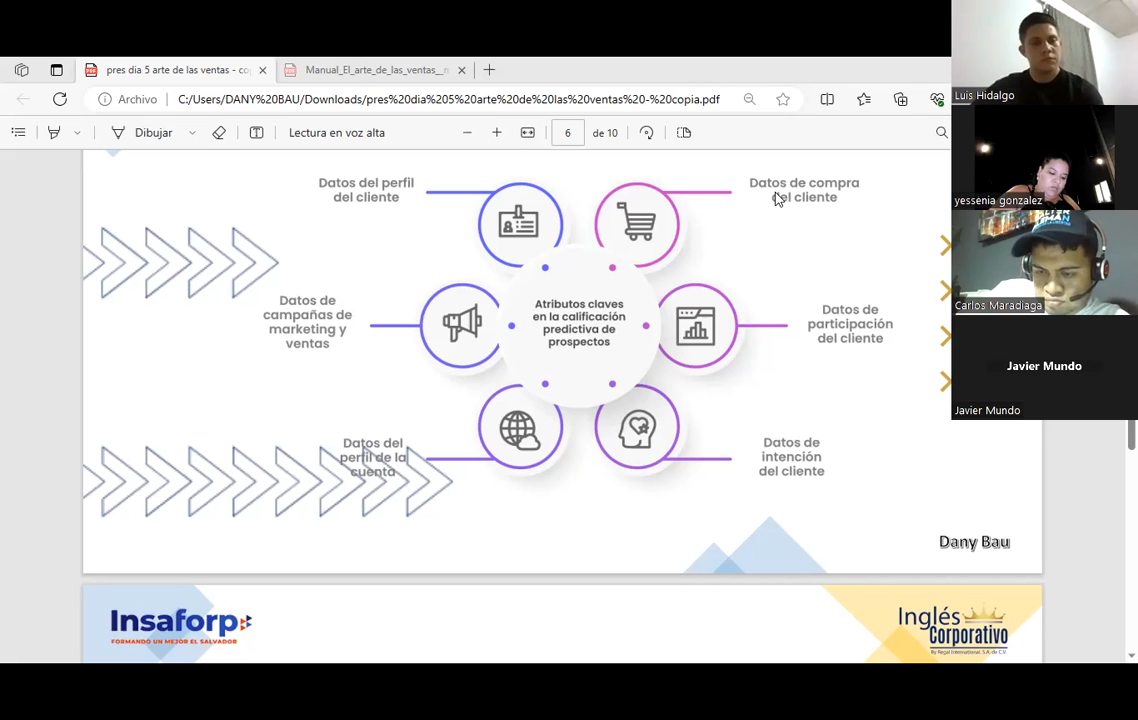 pres dia 5 arte de las ventas - co
Manual_El_arte_de_las_ventas_
Archivo
C:/Users/DANY%20BAU/Downloads/pres%20dia%205%20arte%20de%20las%20ventas%20-%20copia.pdf
Dibujar
Lectura en voz alta
6
de 10
Datos del perfil
del cliente
Datos de compra
del cliente
Datos de
campañas de
marketing y
ventas
Atributos claves
en la calificación
predictiva de
prospectos
Datos de
participación
del cliente
Datos del
perfil de la
cuenta
Datos de
intención
del cliente
Dany Bau
Insaforp
FORMANDO UN MEJOR EL SALVADOR
Inglés
Corporativo
By Regal International, S.A. de C.V.
Luis Hidalgo
yessenia gonzalez
Carlos Maradiaga
Javier Mundo
Javier Mundo